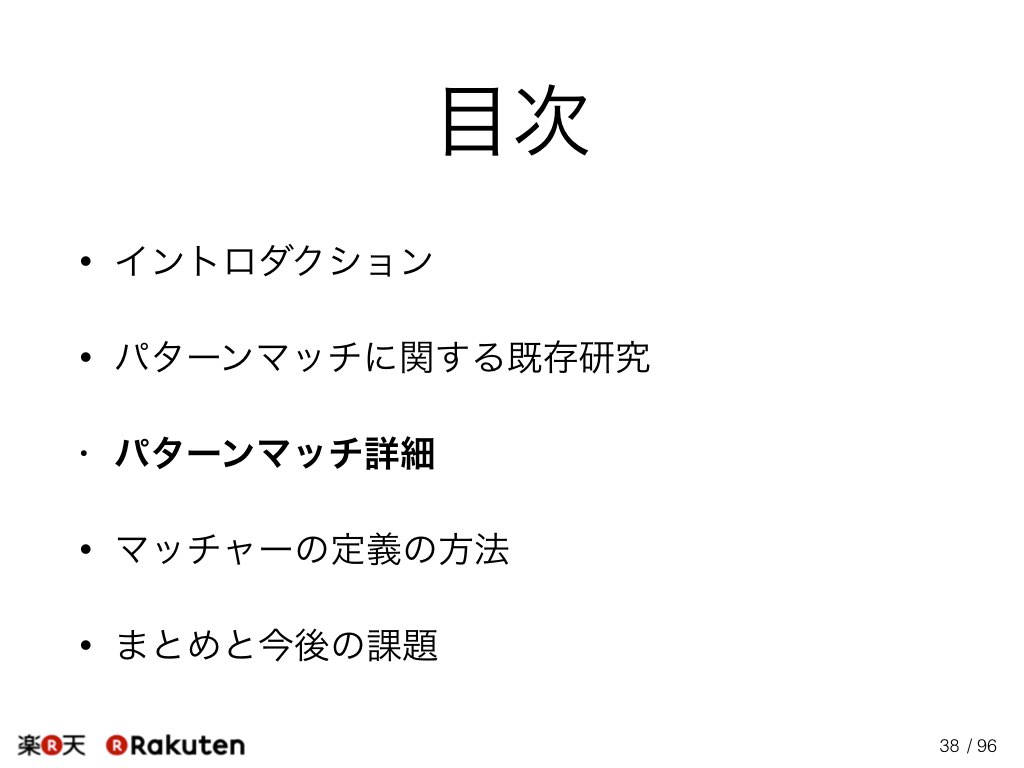 目次
• イントロダクション
• パターンマッチに関する既存研究
• パターンマッチ詳細
• マッチャーの定義の方法
• まとめと今後の課題
楽R天 R Rakuten
38 / 96